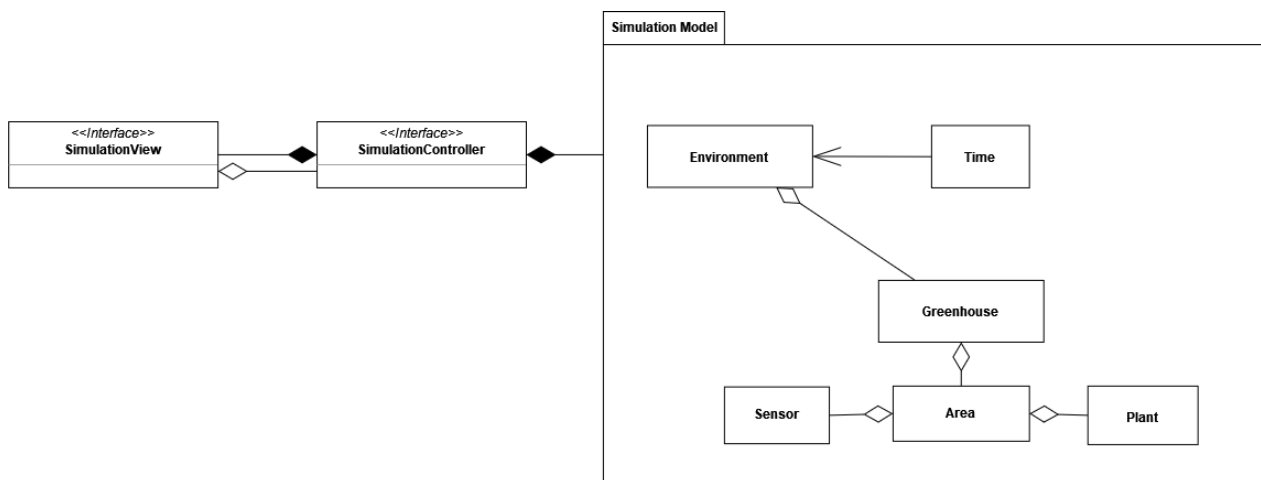 Simulation Model
<<Interface>>
SimulationView
<<Interface>>
SimulationController
Environment
Time
Greenhouse
Sensor
Area
Plant